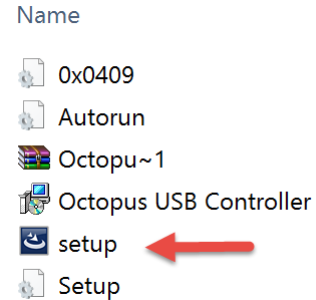 Name
0x0409
Autorun
Octopu~1
Octopus USB Controller
setup
Setup